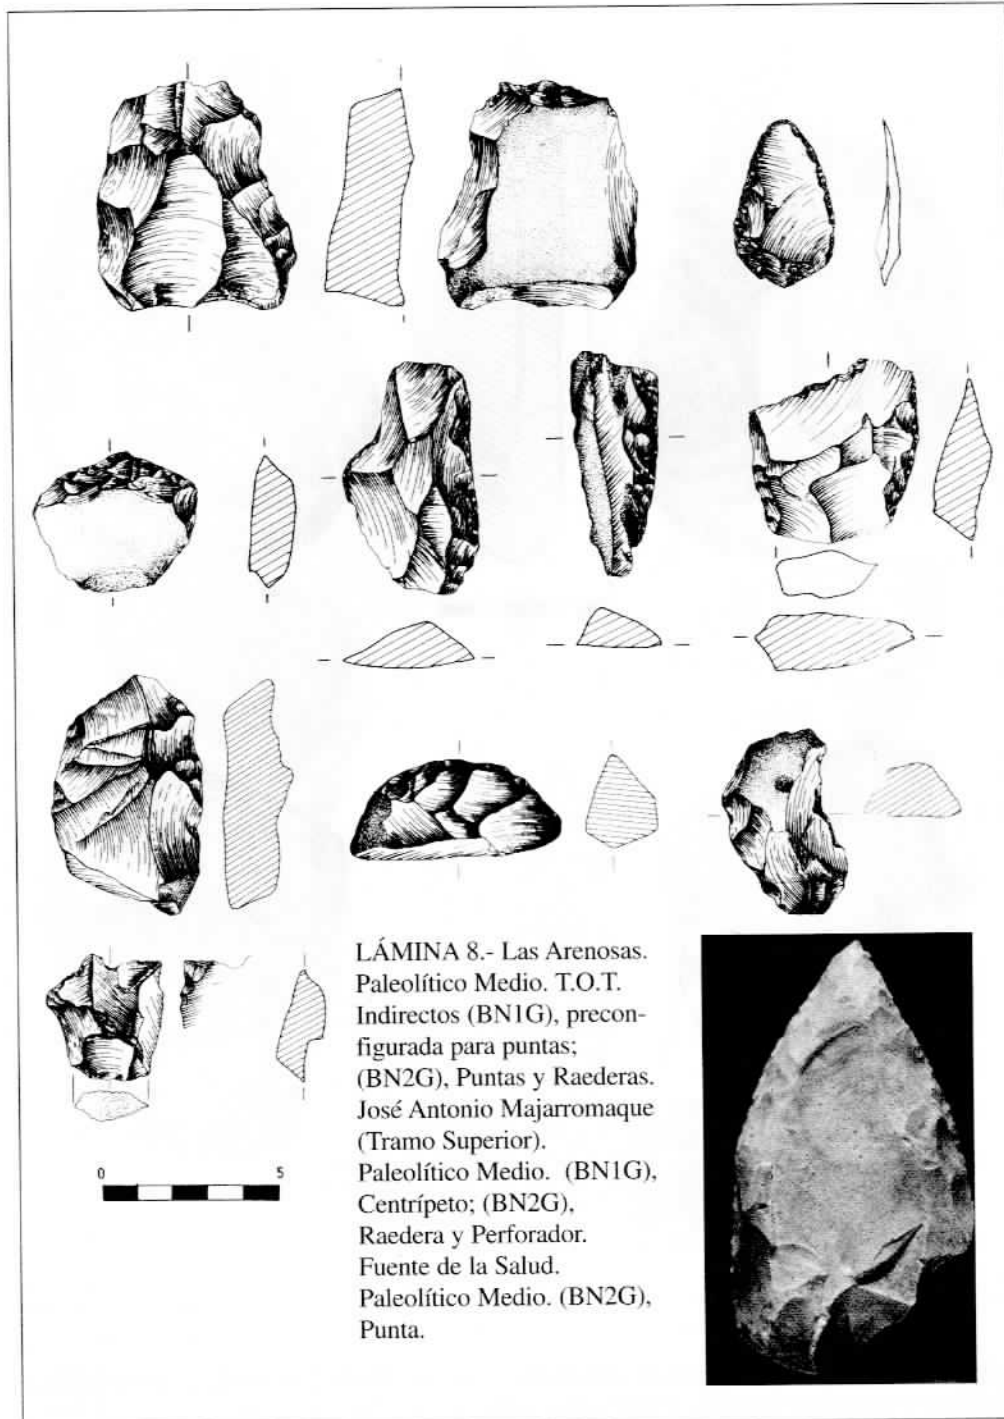 LÁMINA 8.- Las Arenosas.
Paleolítico Medio. T.O.T.
Indirectos (BN1G), precon-
figurada para puntas;
(BN2G), Puntas y Raederas.
José Antonio Majarromaque
(Tramo Superior).
Paleolítico Medio. (BN1G),
Centrípeto; (BN2G),
Raedera y Perforador.
Fuente de la Salud.
Paleolítico Medio. (BN2G),
Punta.
0 5